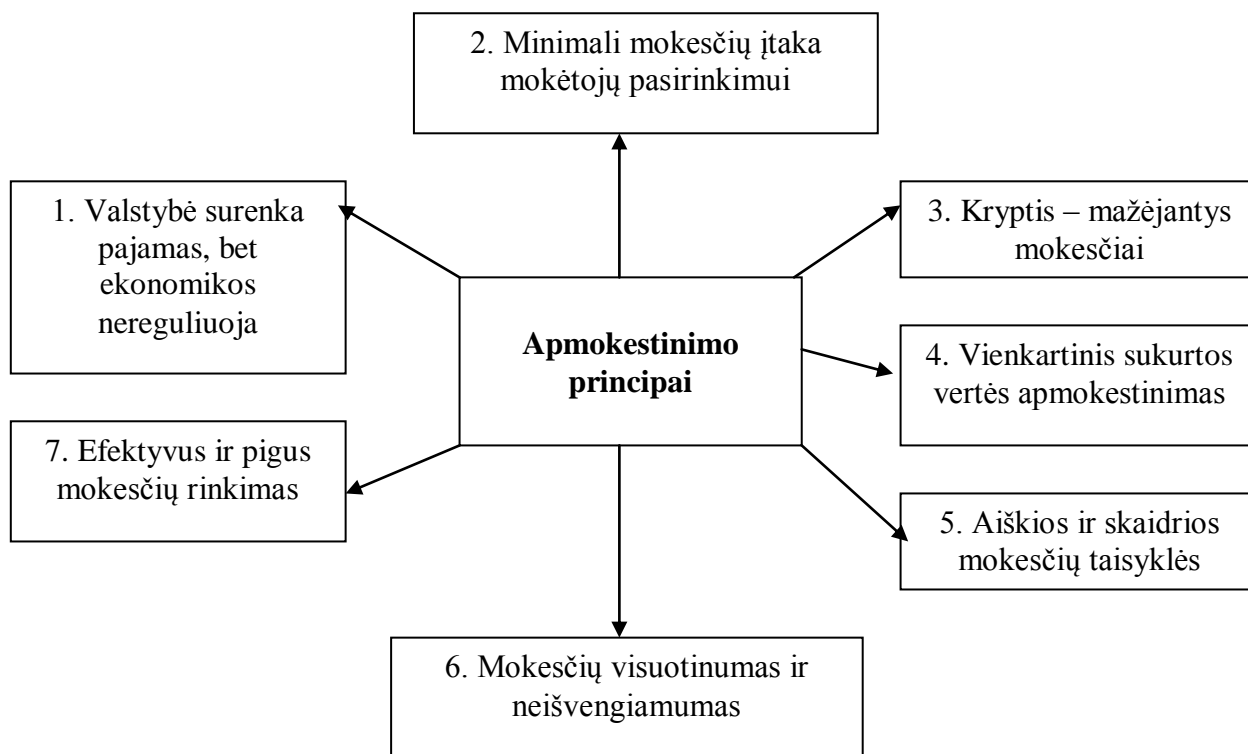 2. Minimali mokesčių įtaka
mokėtojų pasirinkimui
1. Valstybė surenka
pajamas, bet
ekonomikos
nereguliuoja
3. Kryptis – mažėjantys
mokesčiai
Apmokestinimo
principai
4. Vienkartinis sukurtos
vertės apmokestinimas
7. Efektyvus ir pigus
mokesčių rinkimas
5. Aiškios ir skaidrios
mokesčių taisyklės
6. Mokesčių visuotinumas ir
neišvengiamumas